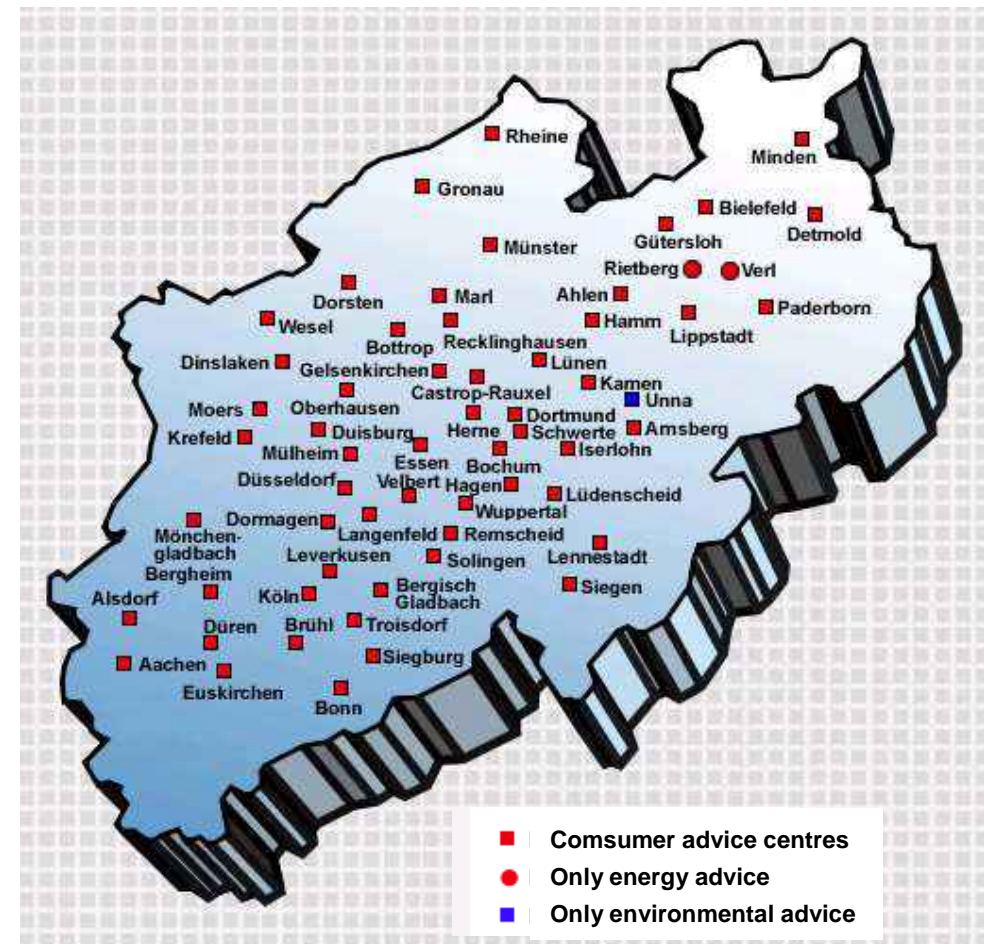 Rheine
Minden
Gronau
Bielefeld
Detmold
Gütersloh
Münster
Rietberg
Verl
Dorsten
Marl
Ahlen
Paderborn
Wesel
Hamm
Lippstadt
Bottrop
Recklinghausen
Dinslaken
Lünen
Gelsenkirchen
Kamen
Castrop-Rauxel
Unna
Moers
Oberhausen
Dortmund
Herne
Krefeld
Duisburg
Schwerte
Arnsberg
Mülheim
Iserlohn
Essen
Bochum
Düsseldorf
Velbert
Hagen
Lüdenscheid
Wuppertal
Dormagen
Langenfeld
Remscheid
Mönchen-
gladbach
Leverkusen
Solingen
Lennestadt
Bergheim
Köln
Bergisch
Gladbach
Siegen
Alsdorf
Düren
Brühl
Troisdorf
Aachen
Siegburg
Euskirchen
Bonn
Comsumer advice centres
Only energy advice
Only environmental advice